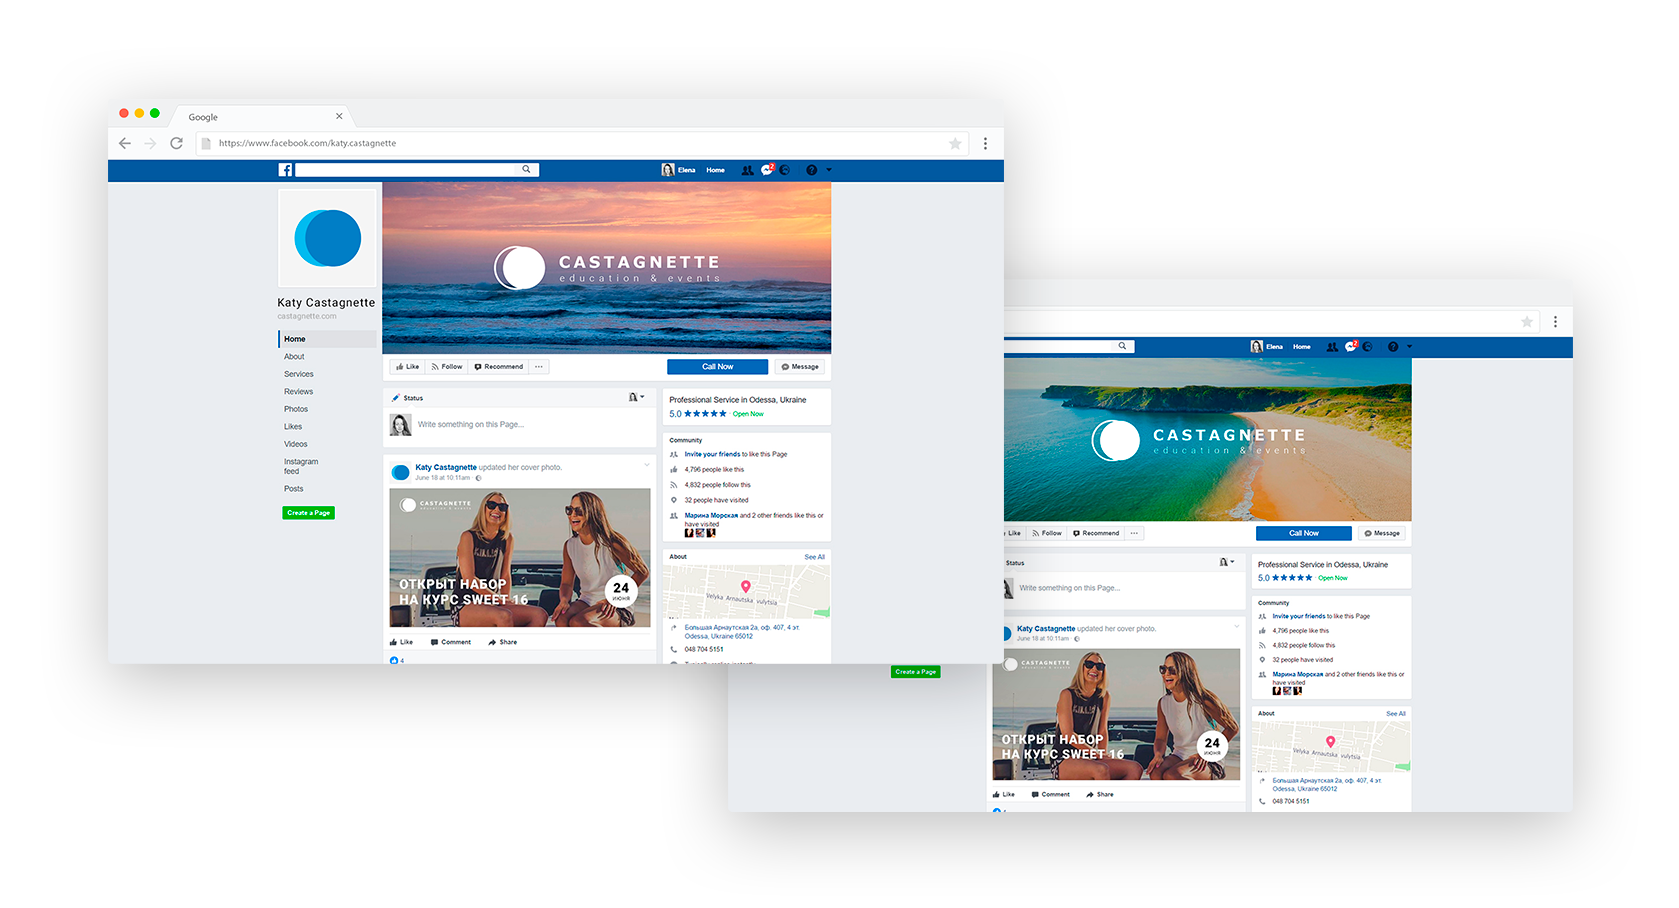 Google
https://www.facebook.com/katy.castagnette
Elena
Home
2
CASTAGNETTE
education & events
Katy Castagnette
castagnette.com
Home
About
Services
Reviews
Photos
Likes
Videos
Instagram
feed
Posts
Create a Page
Like
Follow
Recommend
Call Now
Message
Status
Write something on this Page...
Katy Castagnette updated her cover photo.
June 18 at 10:11am
CASTAGNETTE
education & events
ОТКРЫТ НАБОР
НА КУРС SWEET 16
24
ИЮНЯ
Like
Comment
Share
4
Professional Service in Odessa, Ukraine
5.0 ★★★★★ · Open Now
Community
Invite your friends to like this Page
4,796 people like this
4,832 people follow this
32 people have visited
Марина Морская and 2 other friends like this or
have visited
About
See All
Velyka Arnautska vulytsia
Большая Арнаутская 2а, оф. 407, 4 эт.
Odessa, Ukraine 65012
048 704 5151
Elena
Home
2
CASTAGNETTE
education & events
Like
Follow
Recommend
Call Now
Message
Status
Write something on this Page...
Katy Castagnette updated her cover photo.
June 18 at 10:11am
CASTAGNETTE
education & events
ОТКРЫТ НАБОР
НА КУРС SWEET 16
24
ИЮНЯ
Like
Comment
Share
Create a Page
Professional Service in Odessa, Ukraine
5.0 ★★★★★ · Open Now
Community
Invite your friends to like this Page
4,796 people like this
4,832 people follow this
32 people have visited
Марина Морская and 2 other friends like this or
have visited
About
See All
Velyka Arnautska vulytsia
Большая Арнаутская 2а, оф. 407, 4 эт.
Odessa, Ukraine 65012
048 704 5151